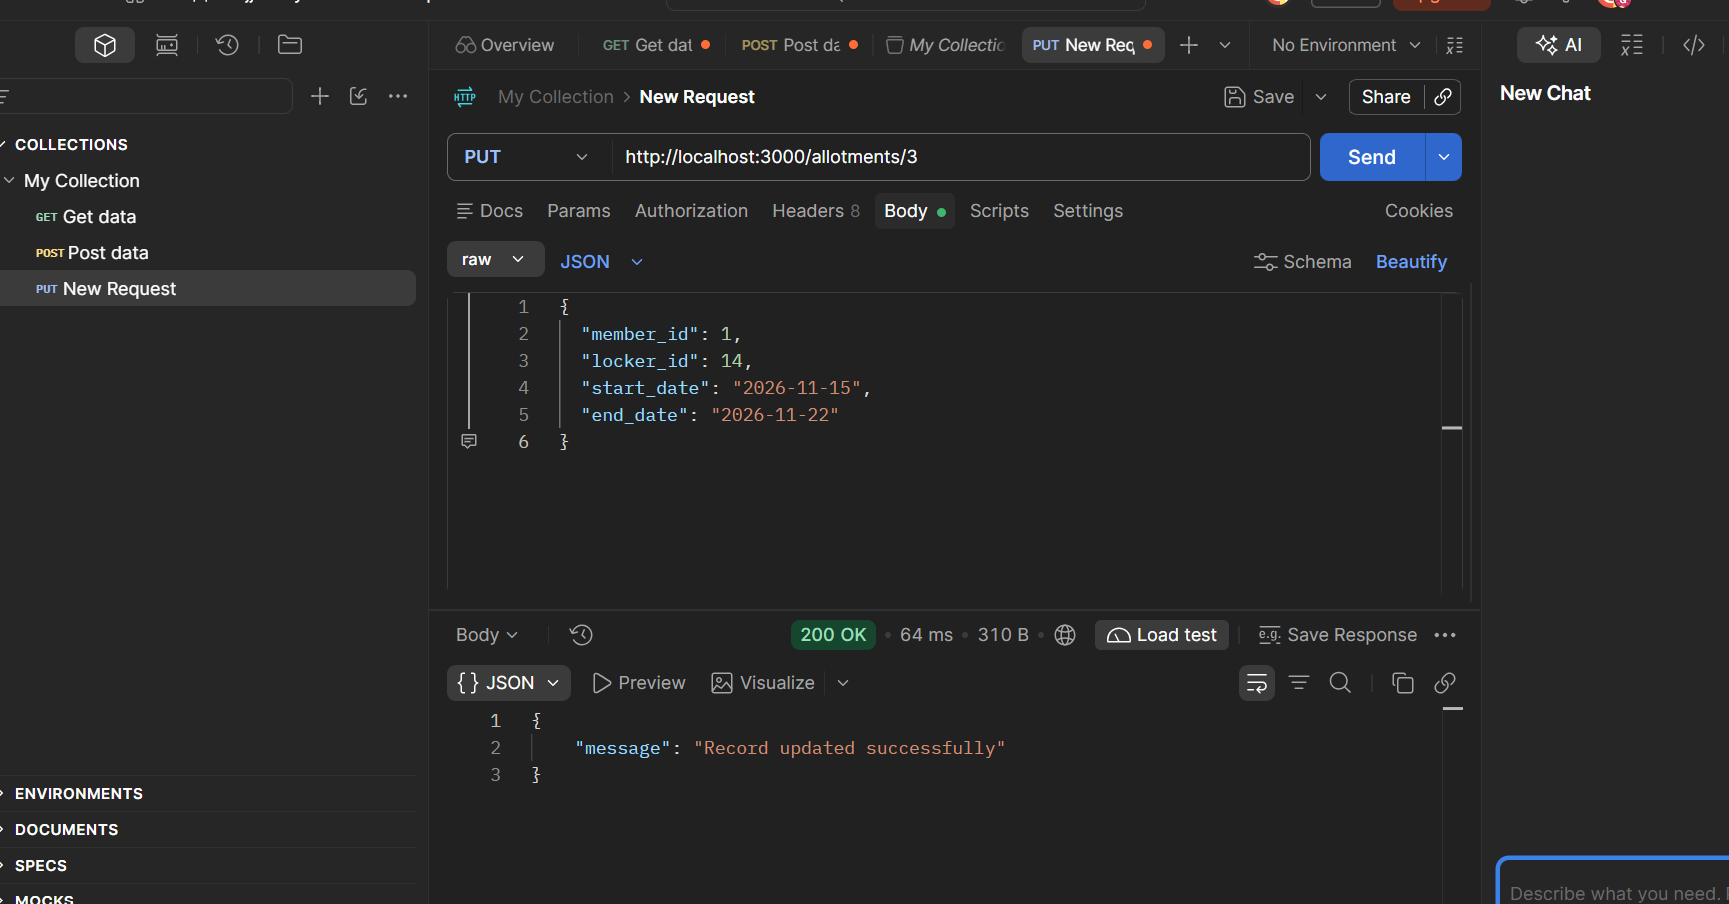 Overview
GET Get dat
POST Post da
My Collectio
PUT New Req
No Environment
AI
My Collection > New Request
Save
Share
New Chat
COLLECTIONS
My Collection
GET Get data
POST Post data
PUT New Request
PUT
http://localhost:3000/allotments/3
Send
Docs
Params
Authorization
Headers 8
Body
Scripts
Settings
Cookies
raw
JSON
Schema
Beautify
1 {
2 "member_id": 1,
3 "locker_id": 14,
4 "start_date": "2026-11-15",
5 "end_date": "2026-11-22"
6 }
Body
200 OK
64 ms
310 B
Load test
e.g. Save Response
{} JSON
Preview
Visualize
1 {
2 "message": "Record updated successfully"
3 }
ENVIRONMENTS
DOCUMENTS
SPECS
MOCKS
Describe what you need.